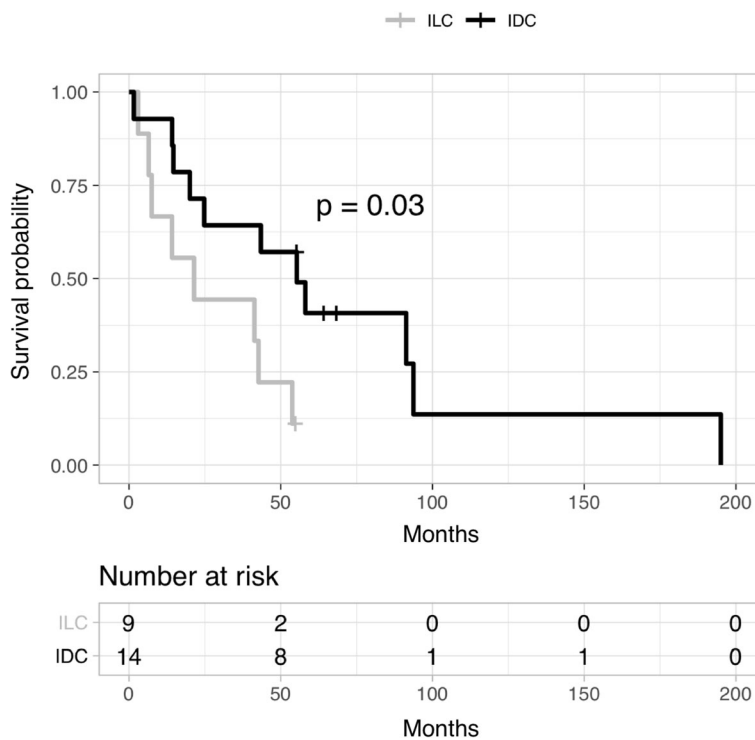 ILC IDC
Survival probability
1.00
0.75
p = 0.03
0.50
0.25
0.00
0 50 100 150 200
Months
Number at risk
ILC 9 2 0 0 0
IDC 14 8 1 1 0
0 50 100 150 200
Months